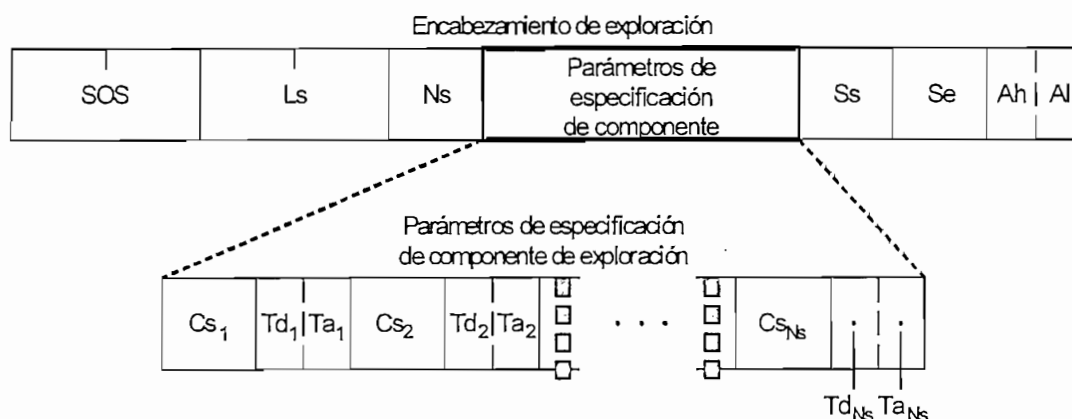 Encabezamiento de exploración
SOS Ls Ns Parámetros de especificación de componente Ss Se Ah Al
Parámetros de especificación
de componente de exploración
Cs1 Td1 Ta1 Cs2 Td2 Ta2 . . . CsNs
TdNs TaNs